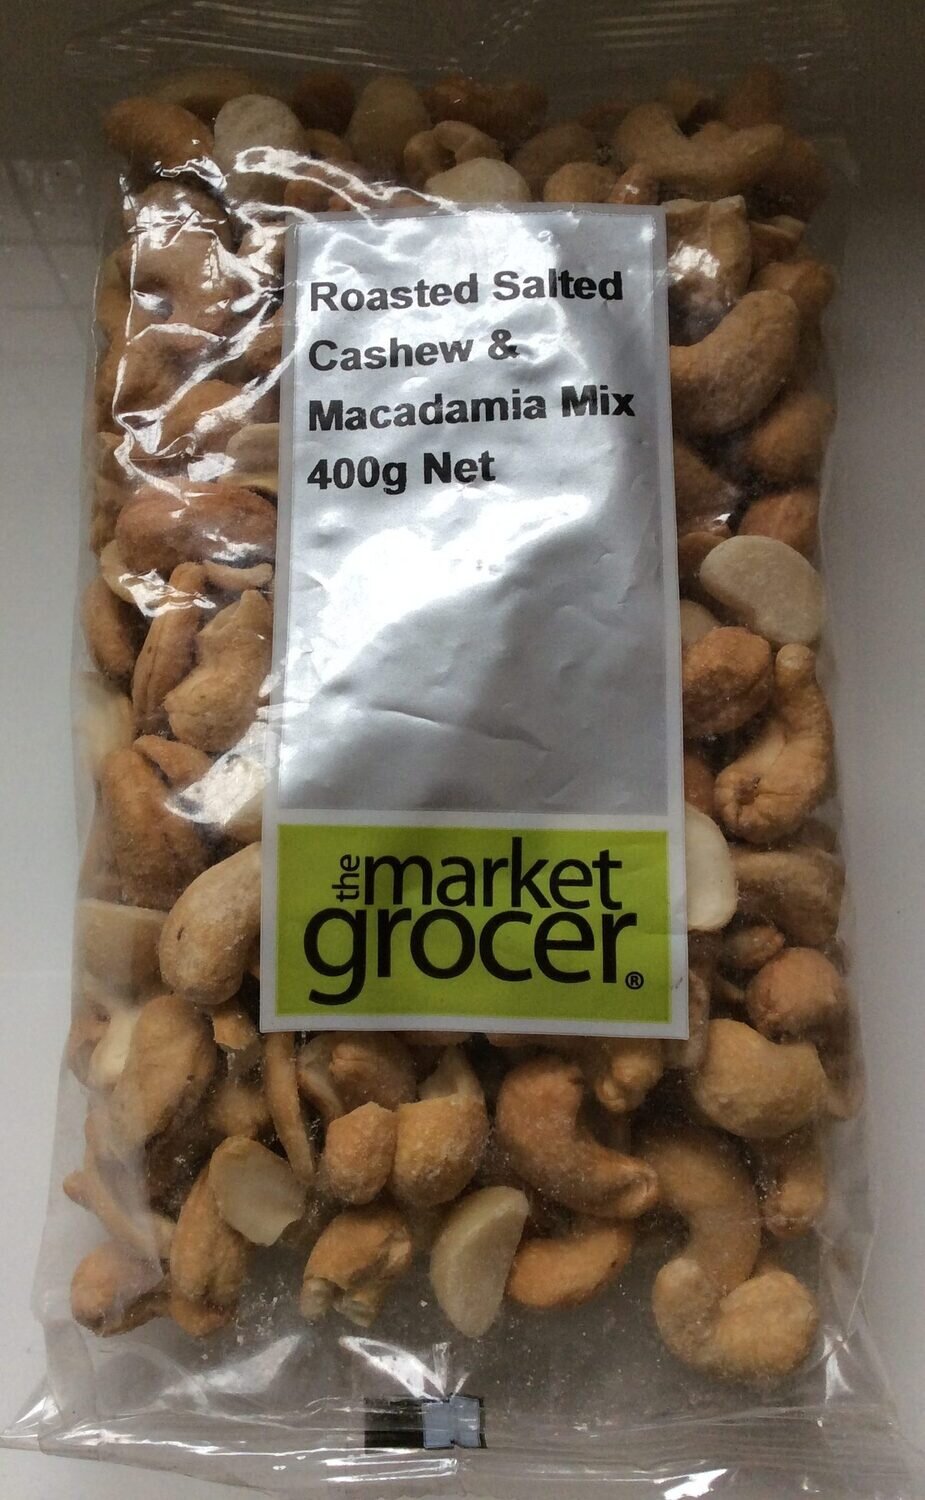 Roasted Salted
Cashew &
Macadamia Mix
400g Net
the market
grocer®